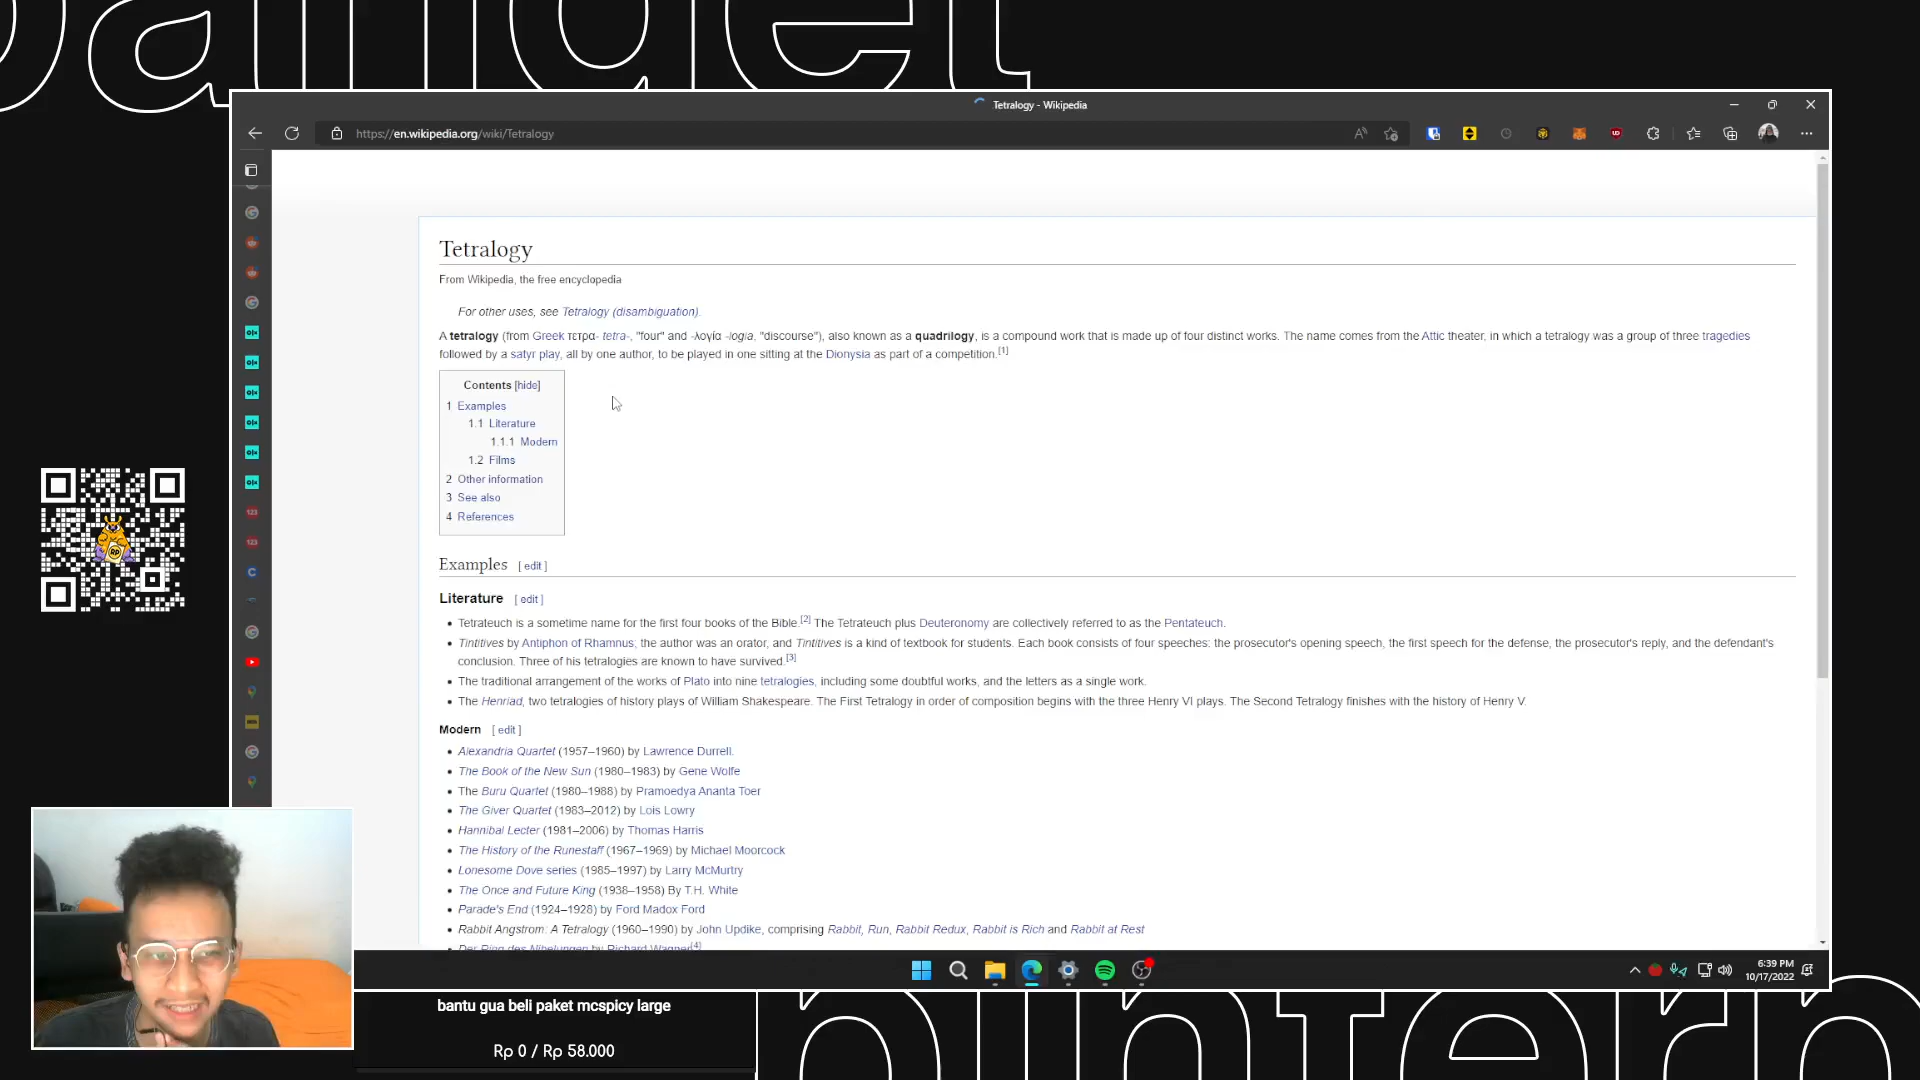 banget
Tetralogy - Wikipedia
https://en.wikipedia.org/wiki/Tetralogy
Tetralogy
From Wikipedia, the free encyclopedia
For other uses, see Tetralogy (disambiguation).
A tetralogy (from Greek τετρα- tetra-, "four" and -λογία -logia, "discourse"), also known as a quadrilogy, is a compound work that is made up of four distinct works. The name comes from the Attic theater, in which a tetralogy was a group of three tragedies
followed by a satyr play, all by one author, to be played in one sitting at the Dionysia as part of a competition.[1]
Contents [hide]
1 Examples
1.1 Literature
1.1.1 Modern
1.2 Films
2 Other information
3 See also
4 References
Examples [ edit ]
Literature [ edit ]
• Tetrateuch is a sometime name for the first four books of the Bible.[2] The Tetrateuch plus Deuteronomy are collectively referred to as the Pentateuch.
• Tintitives by Antiphon of Rhamnus; the author was an orator, and Tintitives is a kind of textbook for students. Each book consists of four speeches: the prosecutor's opening speech, the first speech for the defense, the prosecutor's reply, and the defendant's
conclusion. Three of his tetralogies are known to have survived.[3]
• The traditional arrangement of the works of Plato into nine tetralogies, including some doubtful works, and the letters as a single work.
• The Henriad, two tetralogies of history plays of William Shakespeare. The First Tetralogy in order of composition begins with the three Henry VI plays. The Second Tetralogy finishes with the history of Henry V.
Modern [ edit ]
• Alexandria Quartet (1957–1960) by Lawrence Durrell.
• The Book of the New Sun (1980–1983) by Gene Wolfe
• The Buru Quartet (1980–1988) by Pramoedya Ananta Toer
• The Giver Quartet (1983–2012) by Lois Lowry
• Hannibal Lecter (1981–2006) by Thomas Harris
• The History of the Runestaff (1967–1969) by Michael Moorcock
• Lonesome Dove series (1985–1997) by Larry McMurtry
• The Once and Future King (1938–1958) By T.H. White
• Parade's End (1924–1928) by Ford Madox Ford
• Rabbit Angstrom: A Tetralogy (1960–1990) by John Updike, comprising Rabbit, Run, Rabbit Redux, Rabbit is Rich and Rabbit at Rest
• Der Ring des Nibelungen by Richard Wagner[4]
6:39 PM
10/17/2022
bantu gua beli paket mcspicy large
Rp 0 / Rp 58.000